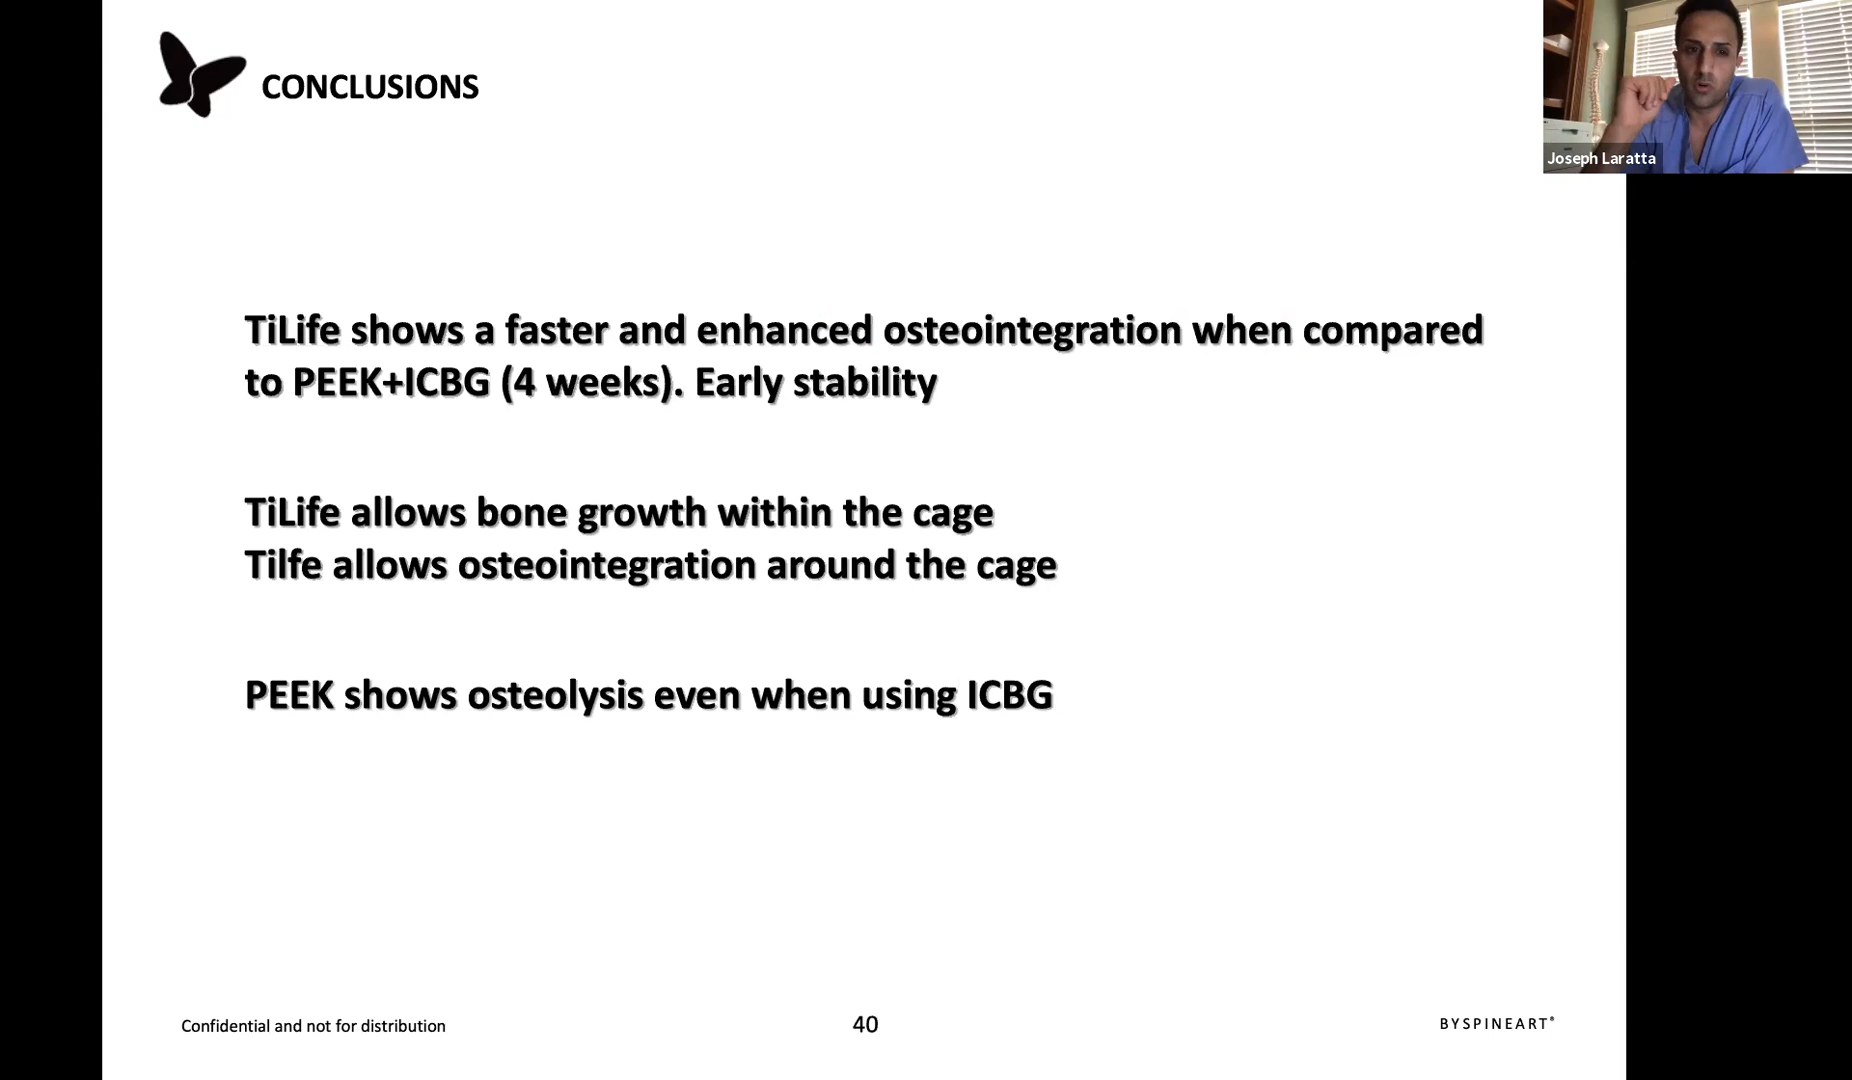 CONCLUSIONS
Joseph Laratta
TiLife shows a faster and enhanced osteointegration when compared
to PEEK+ICBG (4 weeks). Early stability
TiLife allows bone growth within the cage
Tilfe allows osteointegration around the cage
PEEK shows osteolysis even when using ICBG
Confidential and not for distribution
40
BYSPINEART®